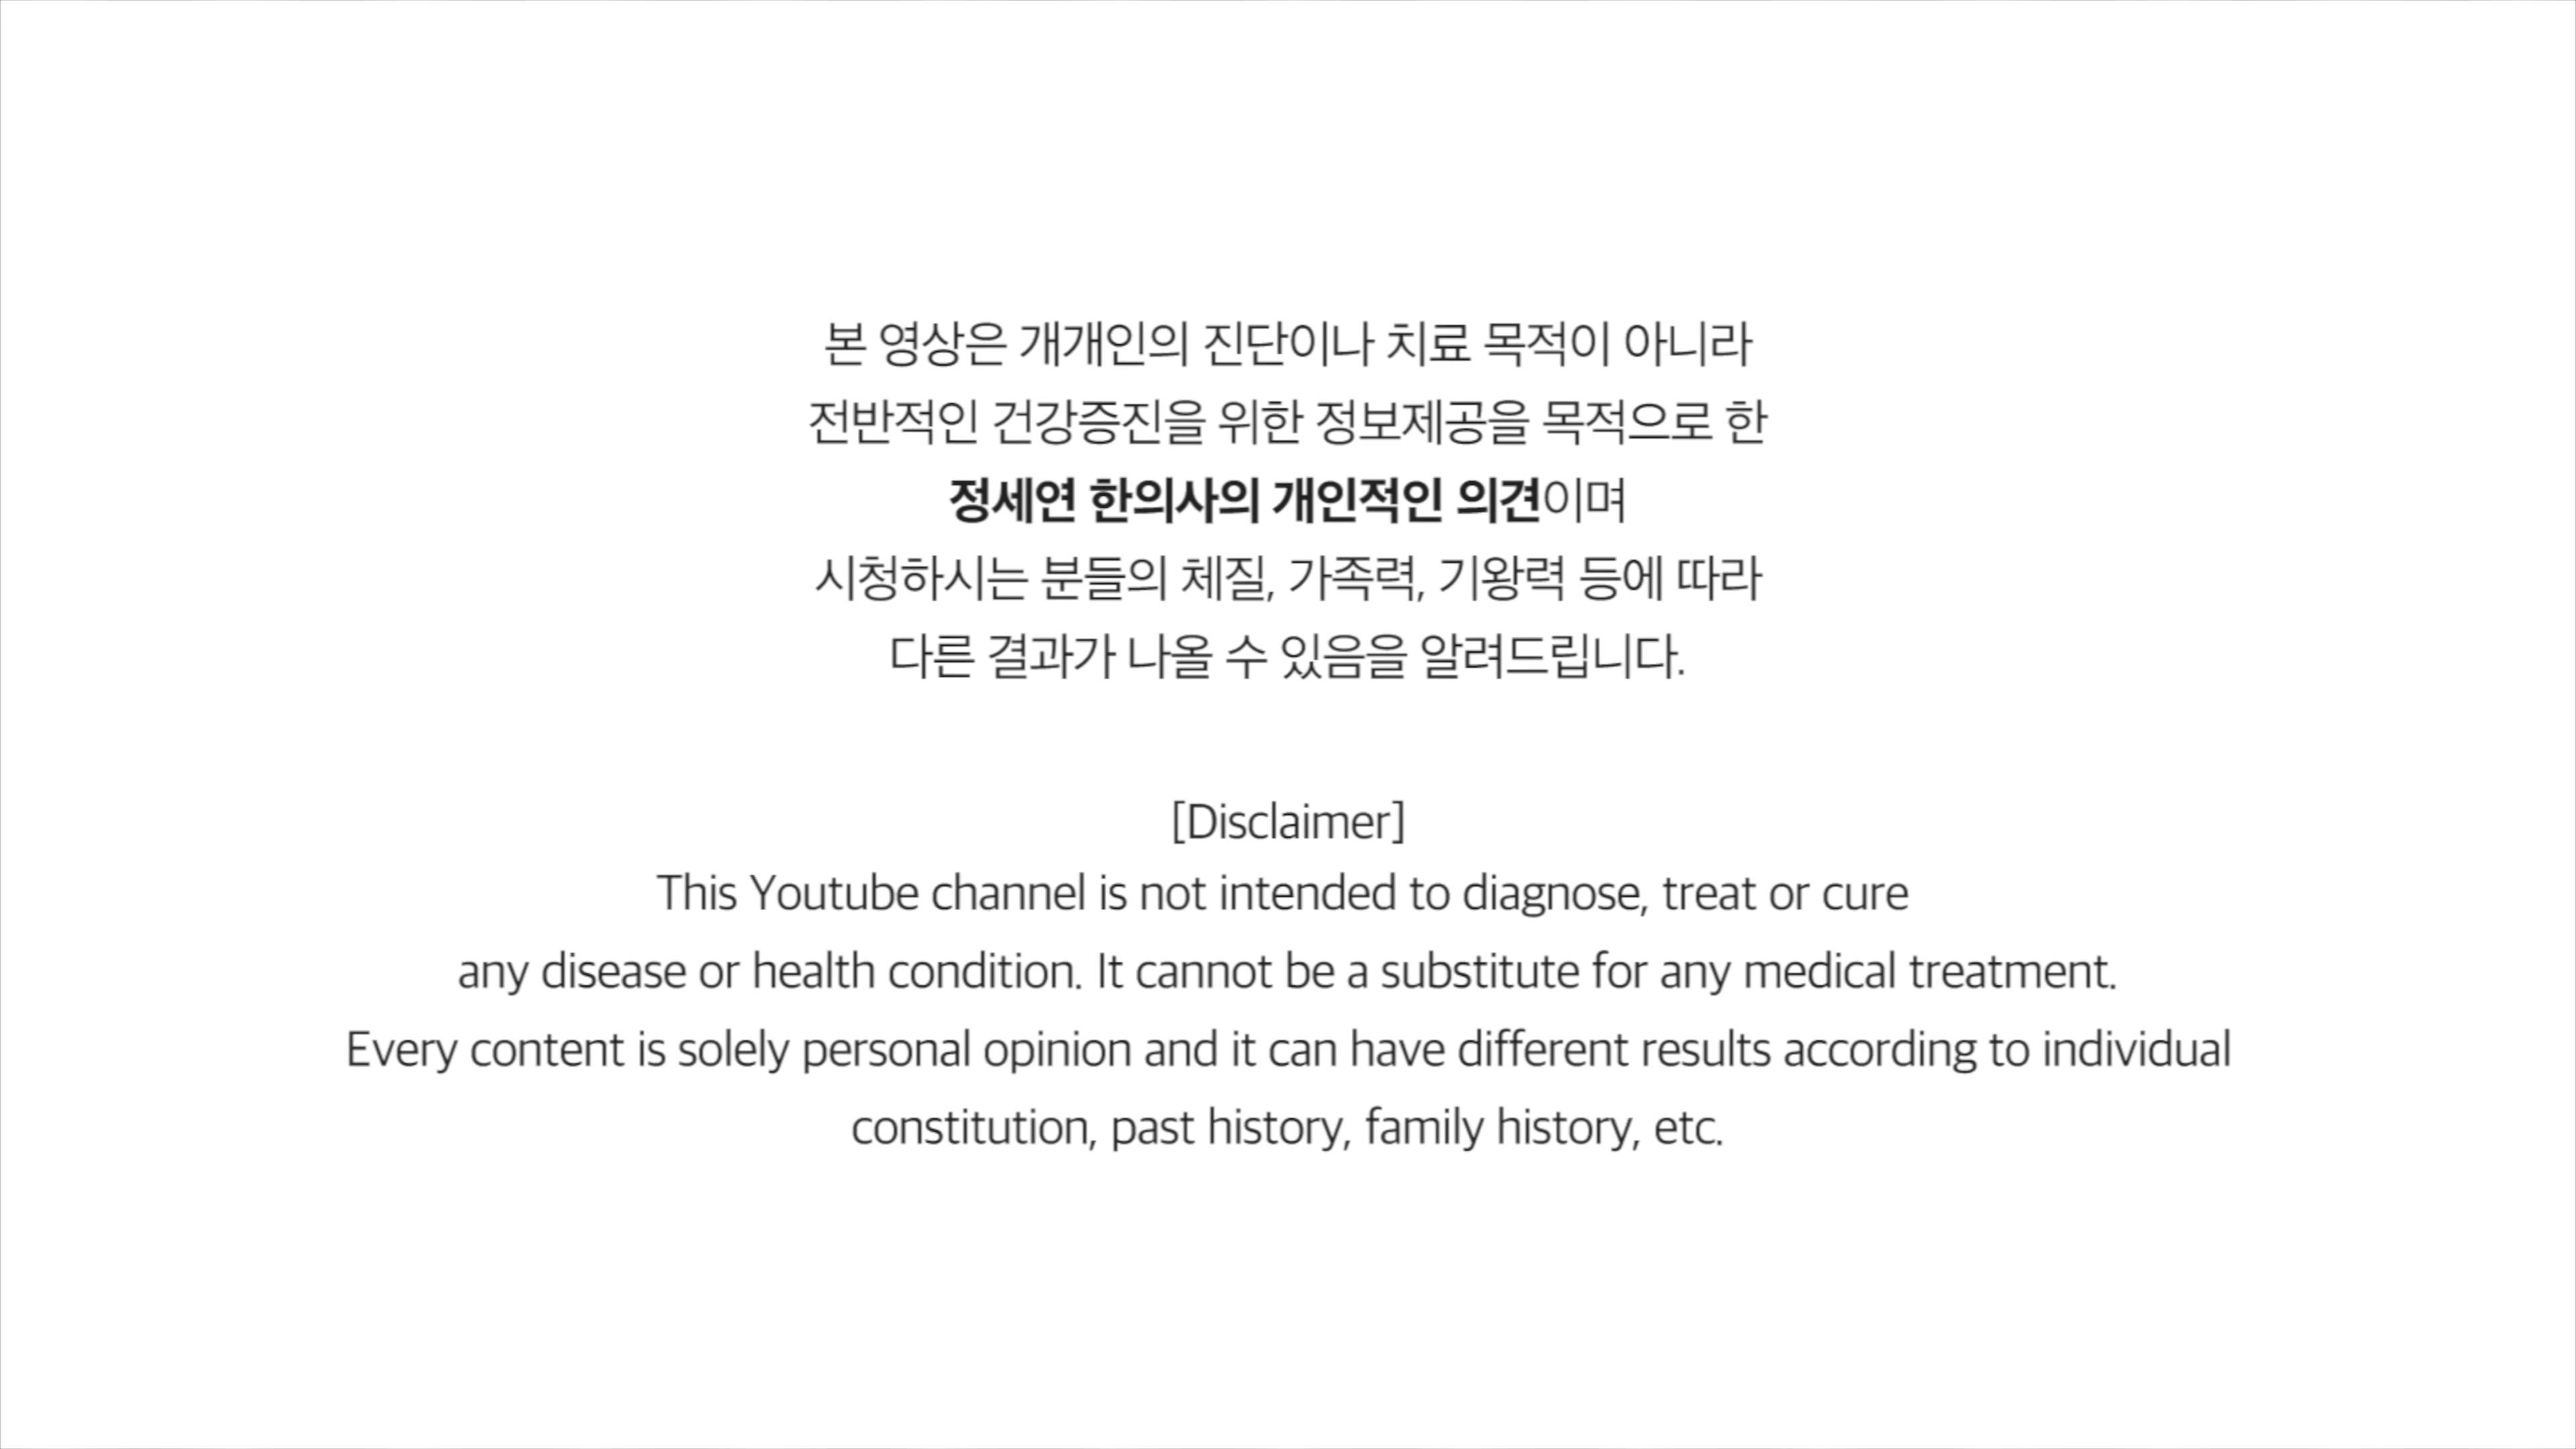 본 영상은 개개인의 진단이나 치료 목적이 아니라
전반적인 건강증진을 위한 정보제공을 목적으로 한
정세연 한의사의 개인적인 의견이며
시청하시는 분들의 체질, 가족력, 기왕력 등에 따라
다른 결과가 나올 수 있음을 알려드립니다.
[Disclaimer]
This Youtube channel is not intended to diagnose, treat or cure
any disease or health condition. It cannot be a substitute for any medical treatment.
Every content is solely personal opinion and it can have different results according to individual
constitution, past history, family history, etc.